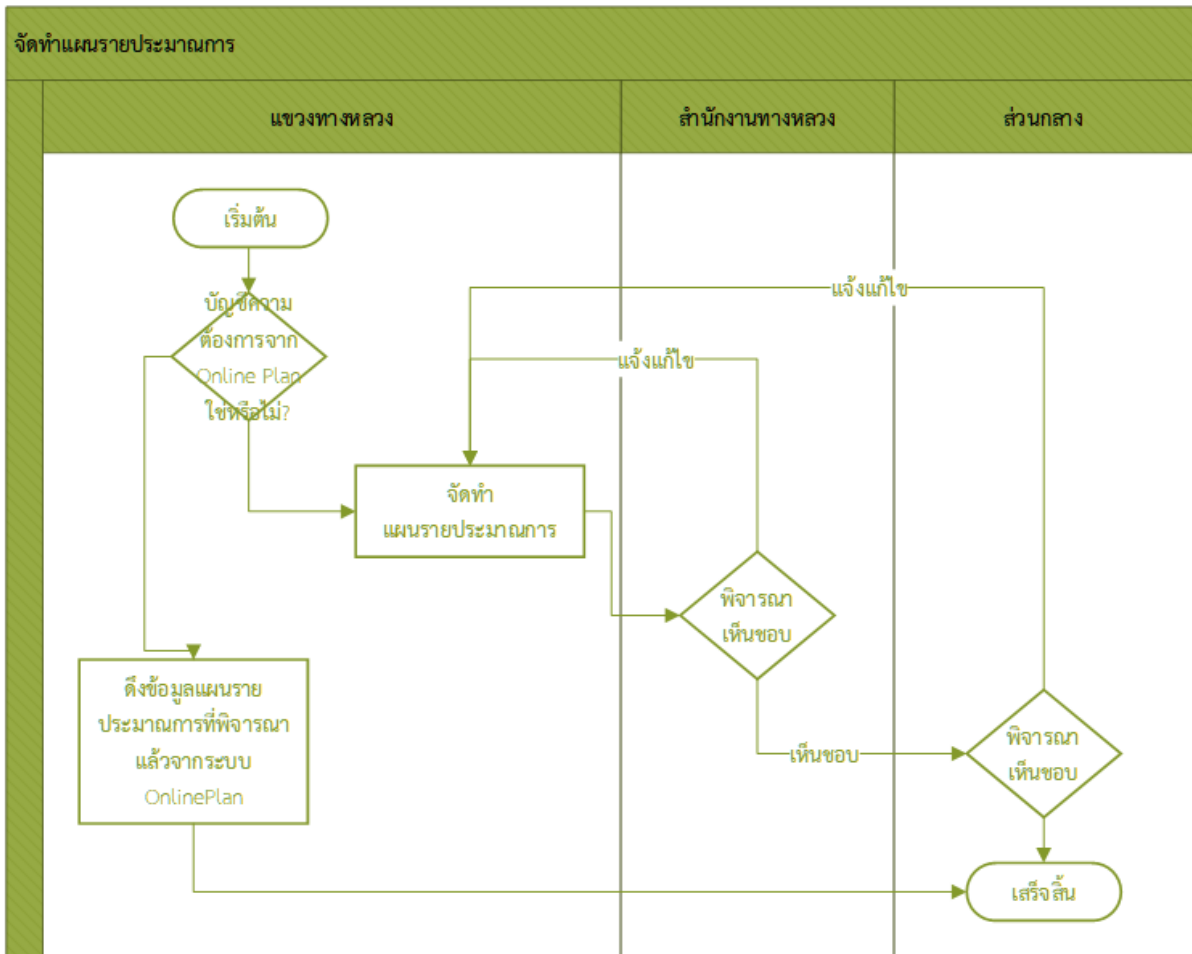 จัดทำแผนรายประมาณการ
แขวงทางหลวง
สำนักงานทางหลวง
ส่วนกลาง
เริ่มต้น
บัญชีความ
ต้องการจาก
Online Plan
ใช่หรือไม่?
แจ้งแก้ไข
แจ้งแก้ไข
จัดทำ
แผนรายประมาณการ
พิจารณา
เห็นชอบ
ดึงข้อมูลแผนราย
ประมาณการที่พิจารณา
แล้วจากระบบ
OnlinePlan
เห็นชอบ
พิจารณา
เห็นชอบ
เสร็จสิ้น